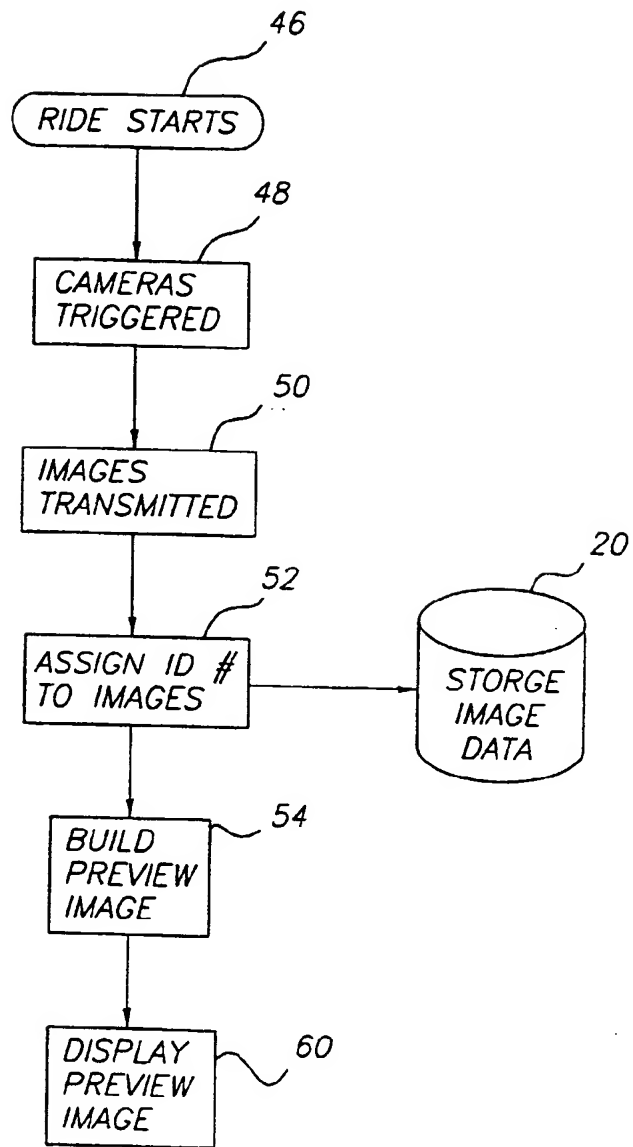 46
RIDE STARTS
48
CAMERAS
TRIGGERED
50
IMAGES
TRANSMITTED
52
20
ASSIGN ID #
TO IMAGES
STORGE
IMAGE
DATA
54
BUILD
PREVIEW
IMAGE
60
DISPLAY
PREVIEW
IMAGE